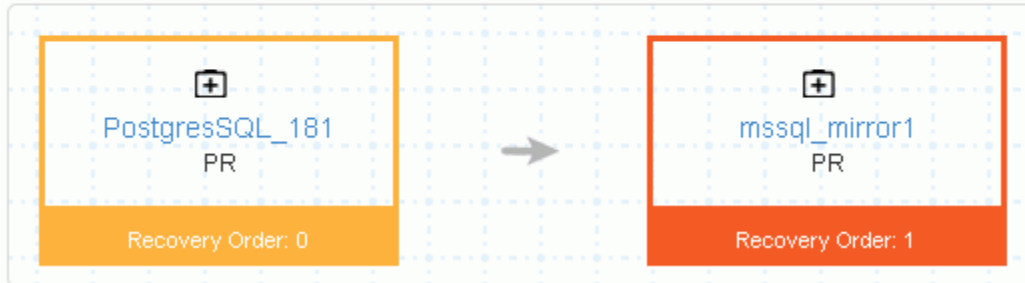 PostgresSQL_181
PR
Recovery Order: 0
mssql_mirror1
PR
Recovery Order: 1